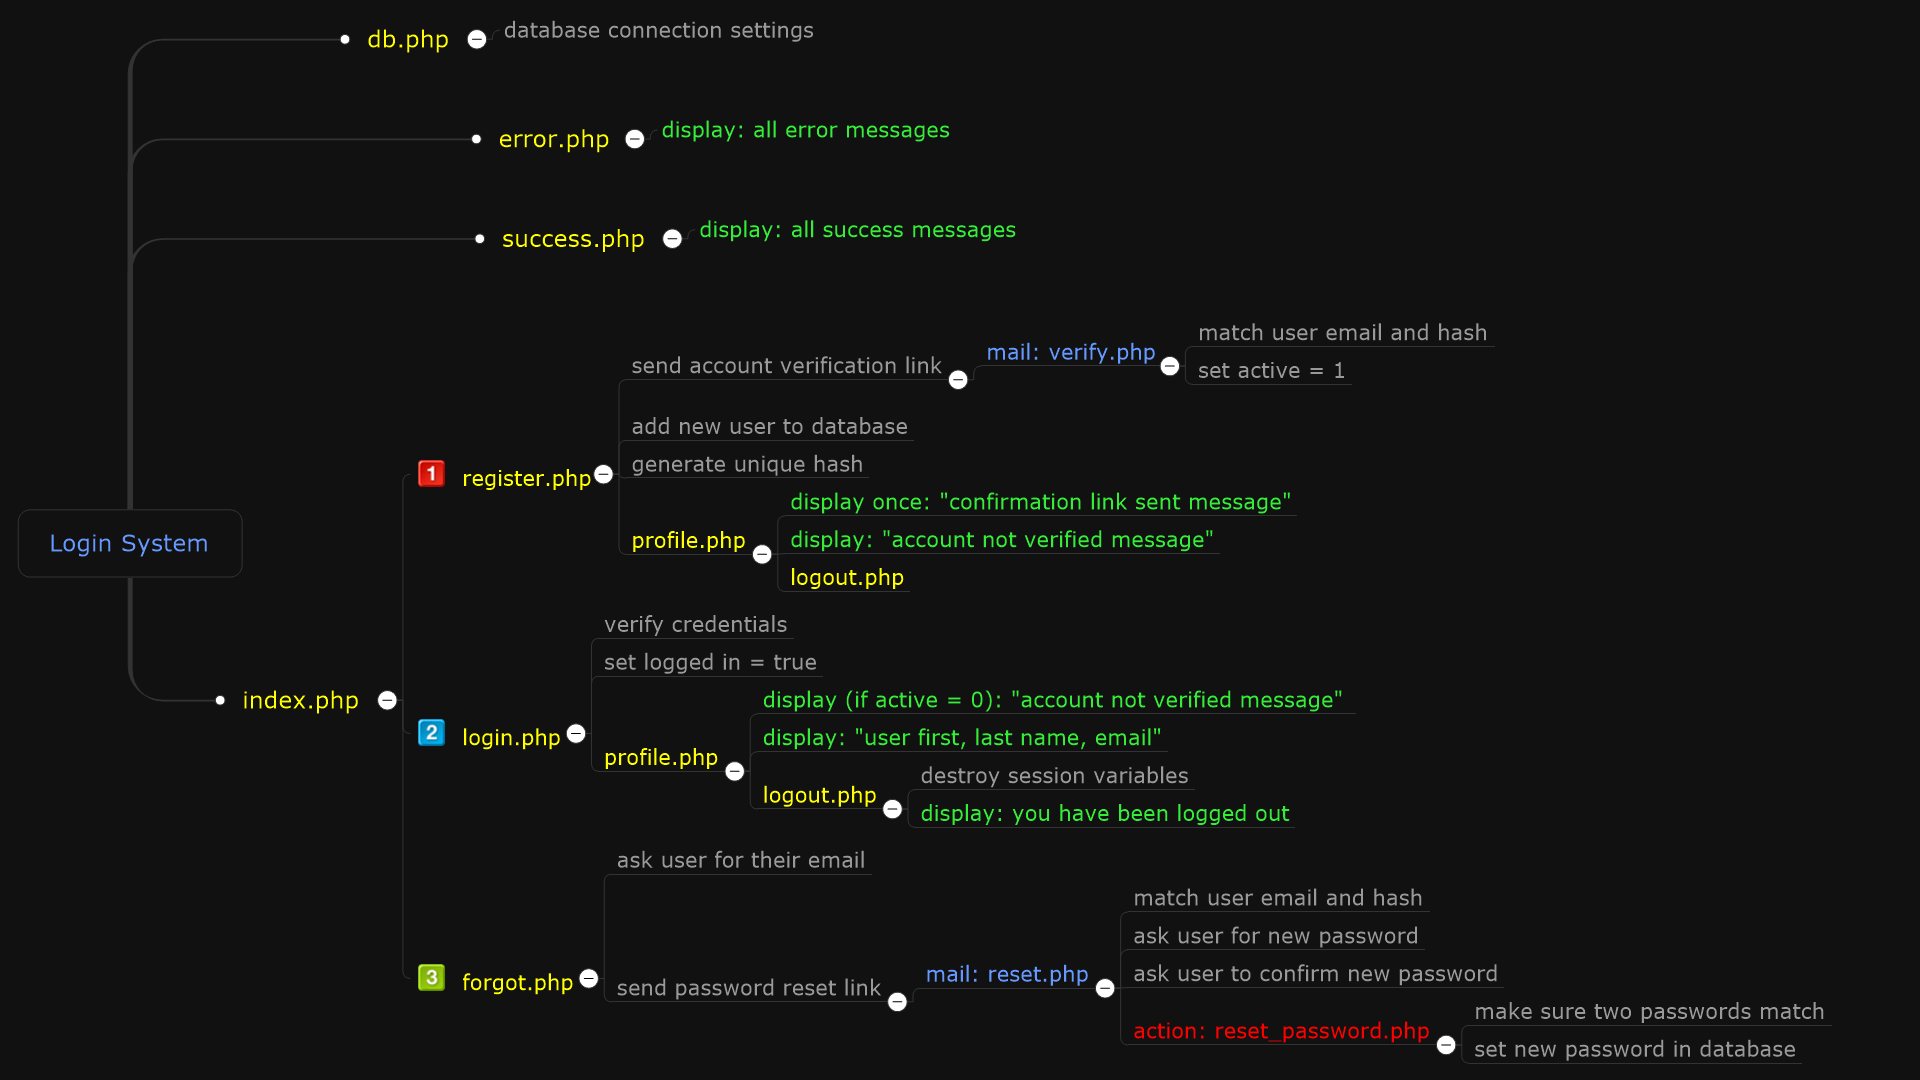 db.php
database connection settings
error.php
display: all error messages
success.php
display: all success messages
Login System
index.php
1
register.php
send account verification link
mail: verify.php
match user email and hash
set active = 1
add new user to database
generate unique hash
profile.php
display once: "confirmation link sent message"
display: "account not verified message"
logout.php
2
login.php
verify credentials
set logged in = true
profile.php
display (if active = 0): "account not verified message"
display: "user first, last name, email"
logout.php
destroy session variables
display: you have been logged out
3
forgot.php
ask user for their email
send password reset link
mail: reset.php
match user email and hash
ask user for new password
ask user to confirm new password
action: reset_password.php
make sure two passwords match
set new password in database